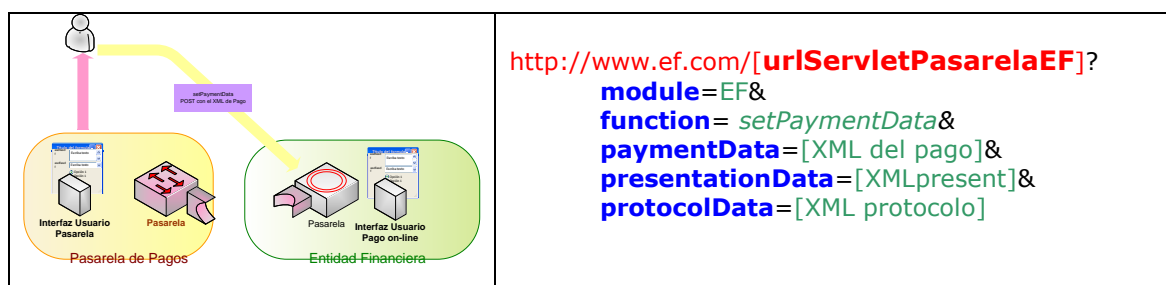 setPaymentData
POST con el XML de Pago
Interfaz Usuario
Pasarela
Pasarela
Pasarela de Pagos
Pasarela
Interfaz Usuario
Pago on-line
Entidad Financiera
http://www.ef.com/[urlServletPasarelaEF]?
module=EF&
function= setPaymentData&
paymentData=[XML del pago]&
presentationData=[XMLpresent]&
protocolData=[XML protocolo]